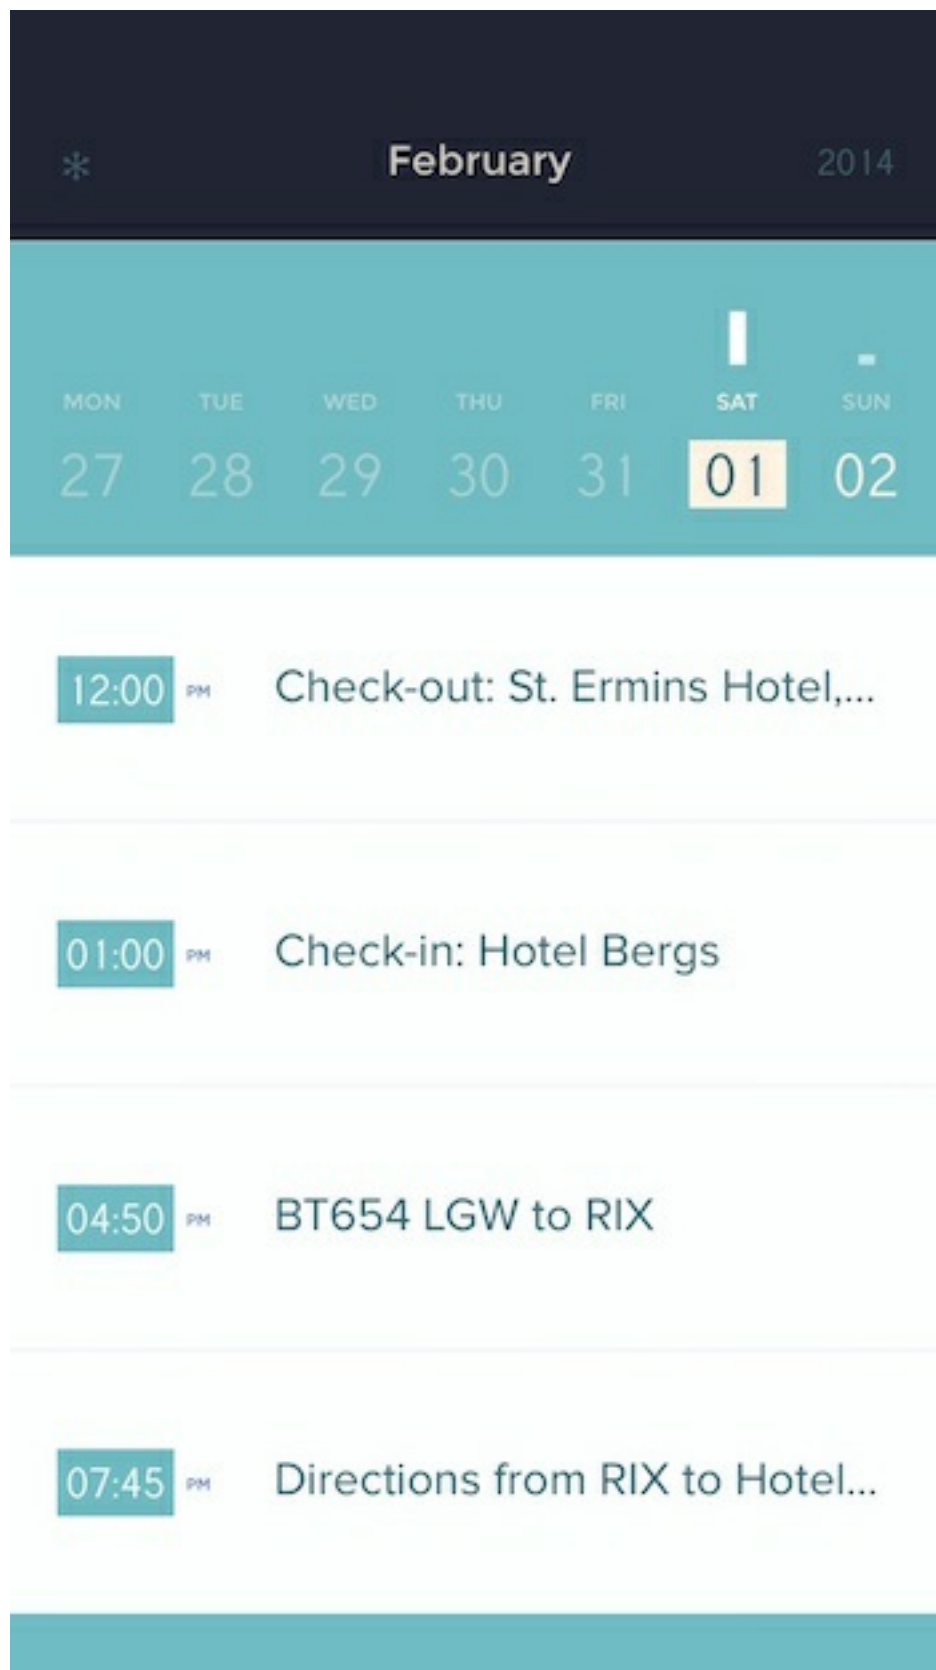 * February 2014
MON TUE WED THU FRI SAT SUN
27 28 29 30 31 01 02
12:00 PM Check-out: St. Ermins Hotel,...
01:00 PM Check-in: Hotel Bergs
04:50 PM BT654 LGW to RIX
07:45 PM Directions from RIX to Hotel...